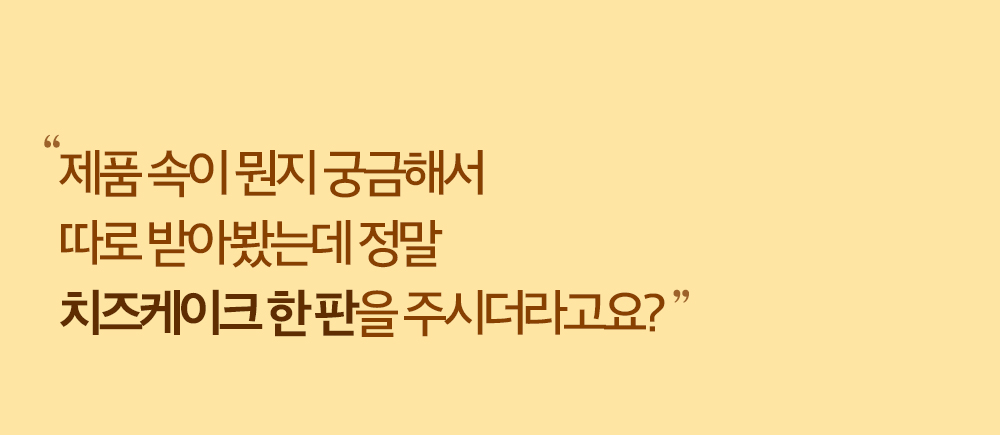 “제품 속이 뭔지 궁금해서
따로 받아봤는데 정말
치즈케이크 한 판을 주시더라고요?”